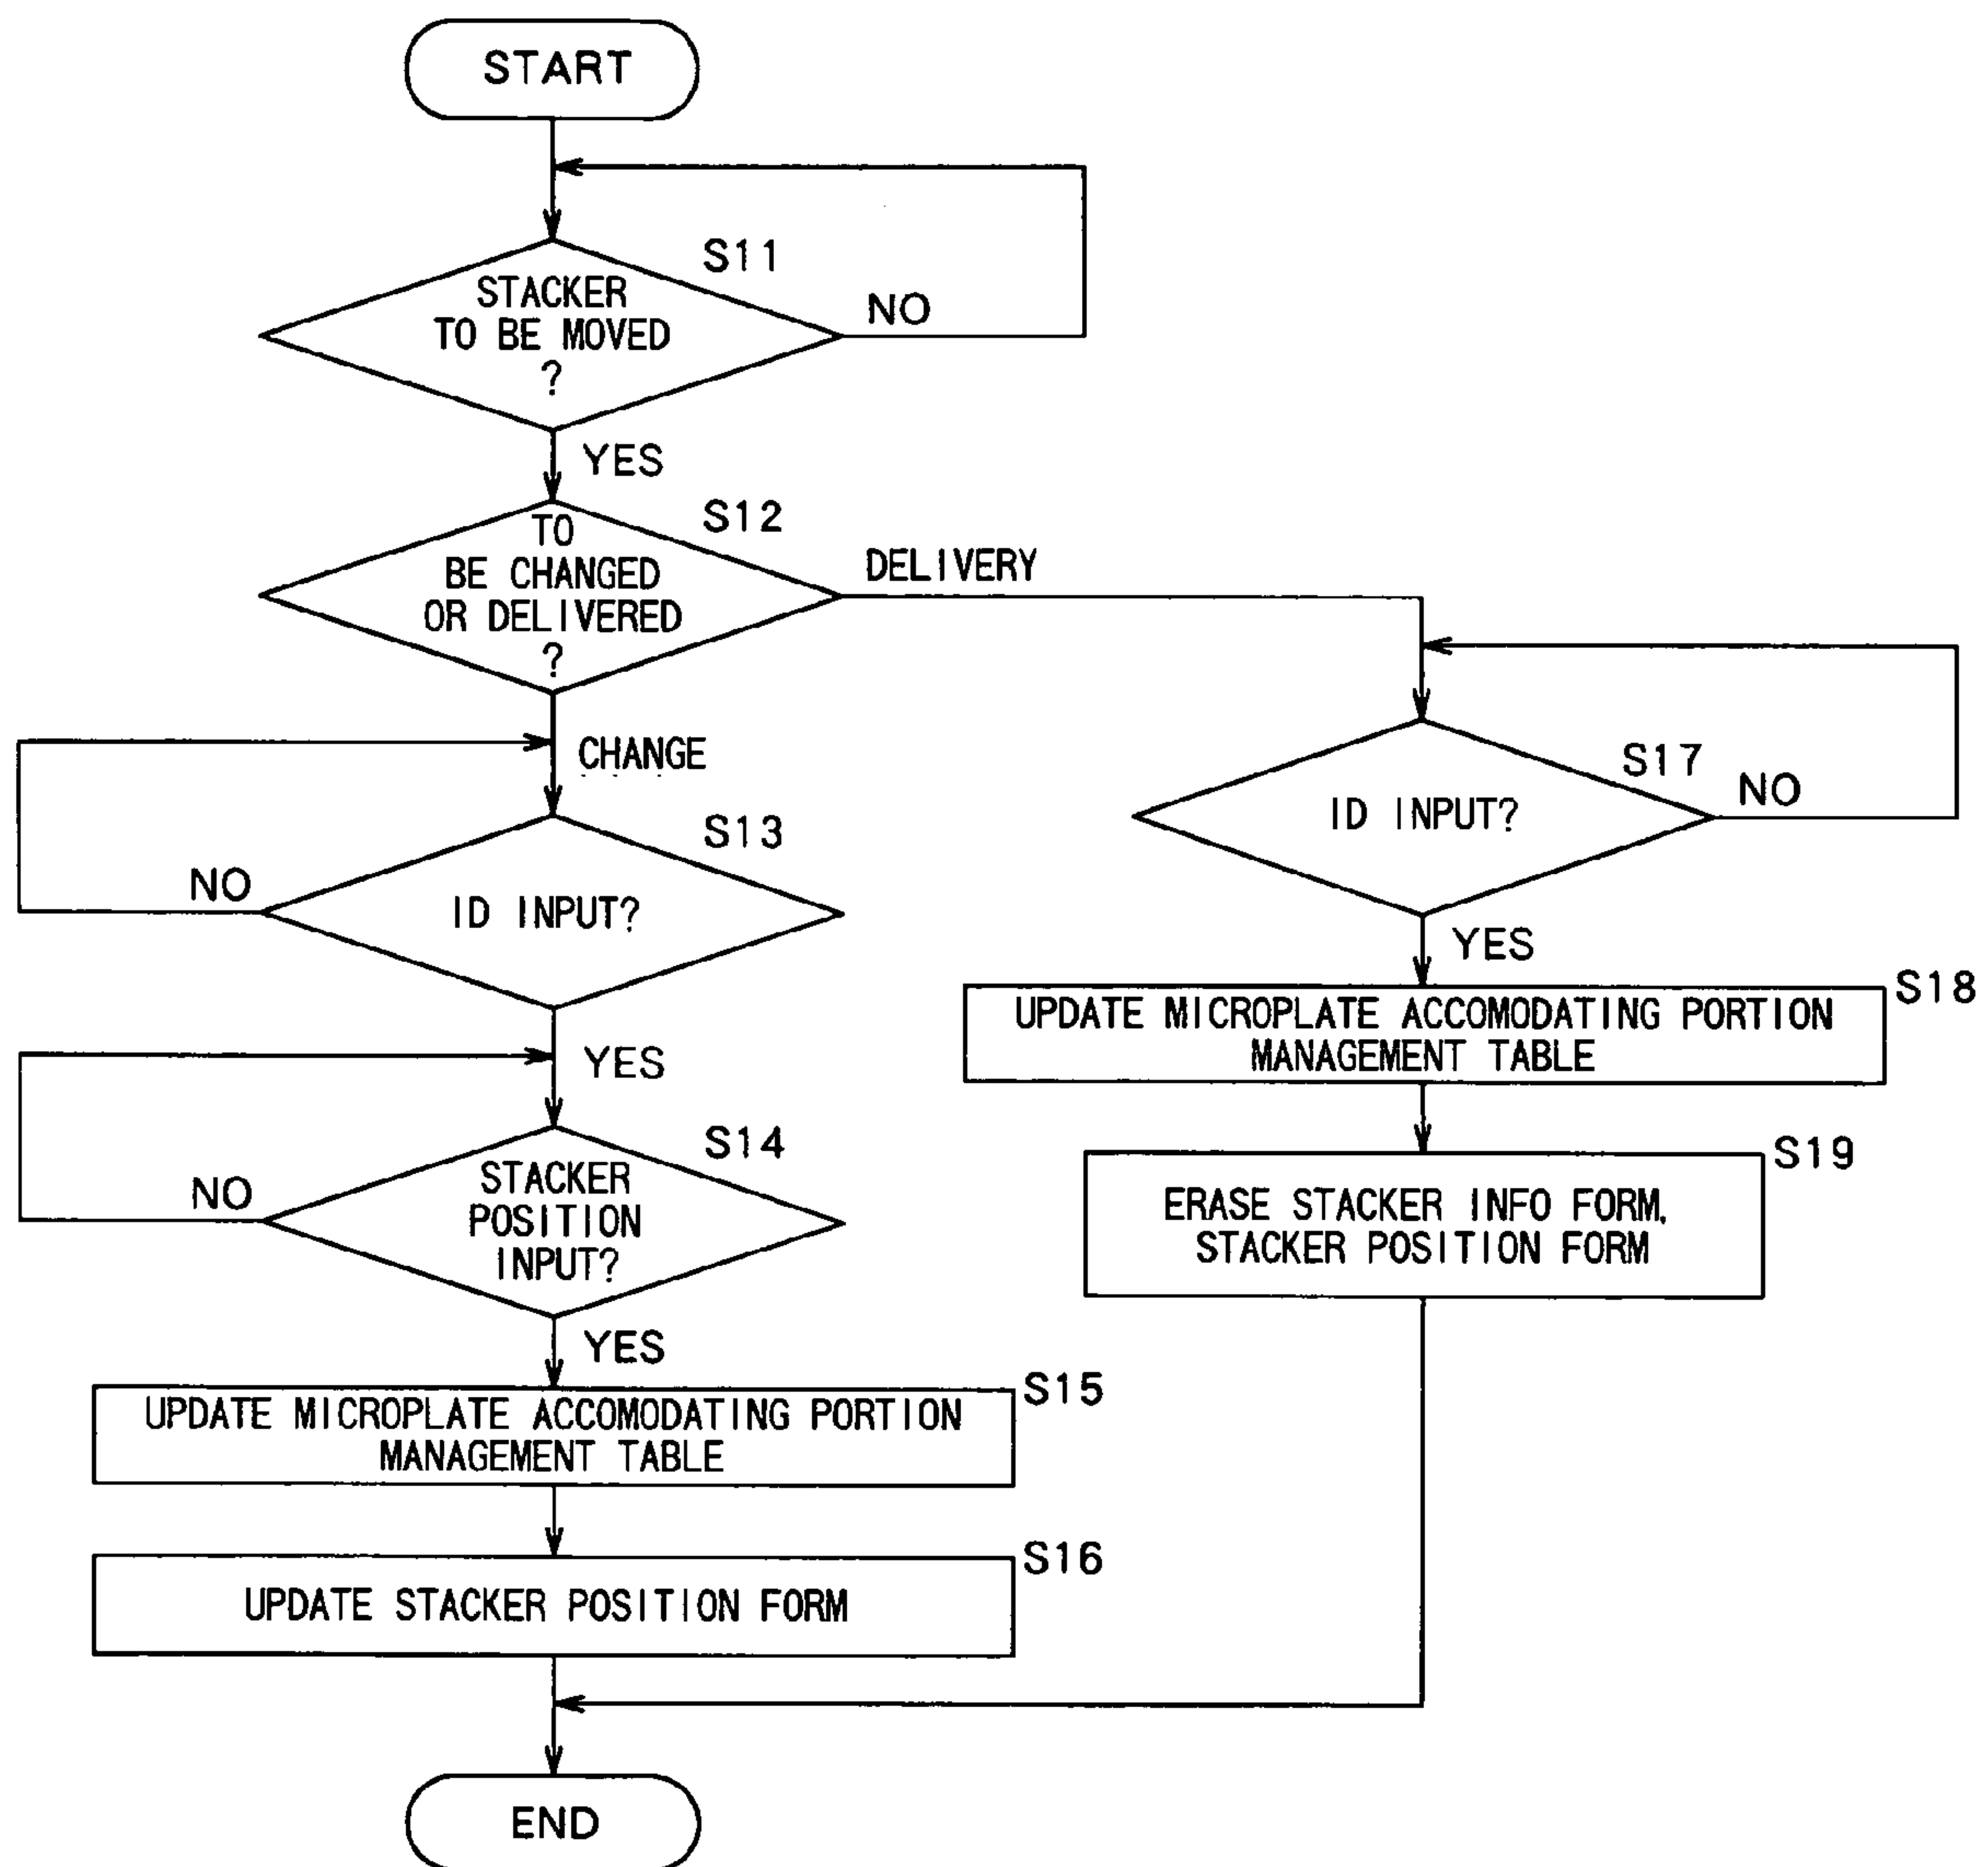 START
S11
STACKER
TO BE MOVED
?
NO
YES
S12
TO
BE CHANGED
OR DELIVERED
?
DELIVERY
CHANGE
S13
ID INPUT?
NO
YES
S14
STACKER
POSITION
INPUT?
NO
YES
S15
UPDATE MICROPLATE ACCOMODATING PORTION
MANAGEMENT TABLE
S16
UPDATE STACKER POSITION FORM
S17
ID INPUT?
NO
YES
S18
UPDATE MICROPLATE ACCOMODATING PORTION
MANAGEMENT TABLE
S19
ERASE STACKER INFO FORM,
STACKER POSITION FORM
END